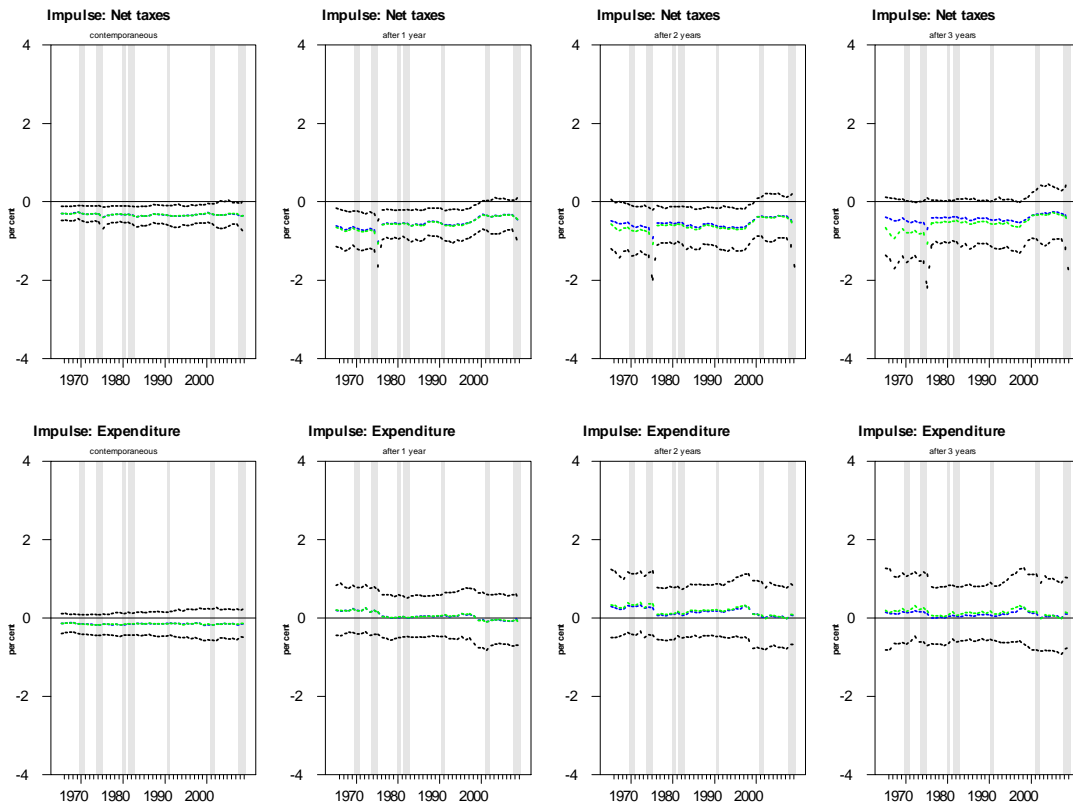 Impulse: Net taxes
contemporaneous
4
2
0
-2
-4
per cent
1970 1980 1990 2000
Impulse: Net taxes
after 1 year
4
2
0
-2
-4
per cent
1970 1980 1990 2000
Impulse: Net taxes
after 2 years
4
2
0
-2
-4
per cent
1970 1980 1990 2000
Impulse: Net taxes
after 3 years
4
2
0
-2
-4
per cent
1970 1980 1990 2000
Impulse: Expenditure
contemporaneous
4
2
0
-2
-4
per cent
1970 1980 1990 2000
Impulse: Expenditure
after 1 year
4
2
0
-2
-4
per cent
1970 1980 1990 2000
Impulse: Expenditure
after 2 years
4
2
0
-2
-4
per cent
1970 1980 1990 2000
Impulse: Expenditure
after 3 years
4
2
0
-2
-4
per cent
1970 1980 1990 2000